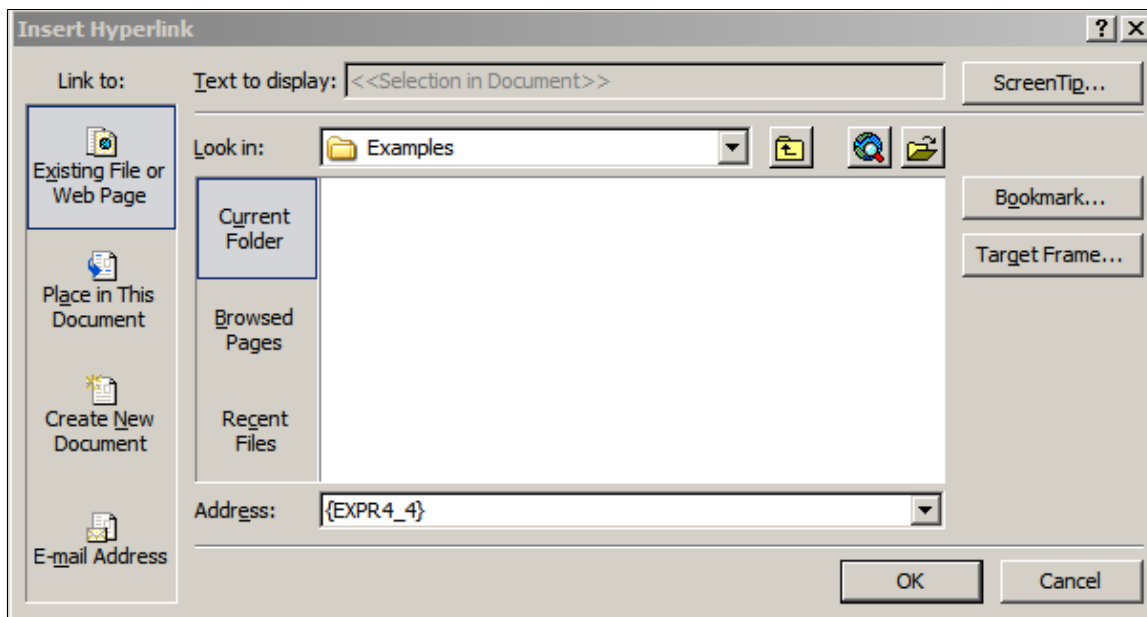 Insert Hyperlink
Link to:
Text to display:
<<Selection in Document>>
ScreenTip...
Existing File or
Web Page
Look in:
Examples
Current
Folder
Bookmark...
Target Frame...
Place in This
Document
Browsed
Pages
Create New
Document
Recent
Files
Address:
{EXPR4_4}
E-mail Address
OK
Cancel